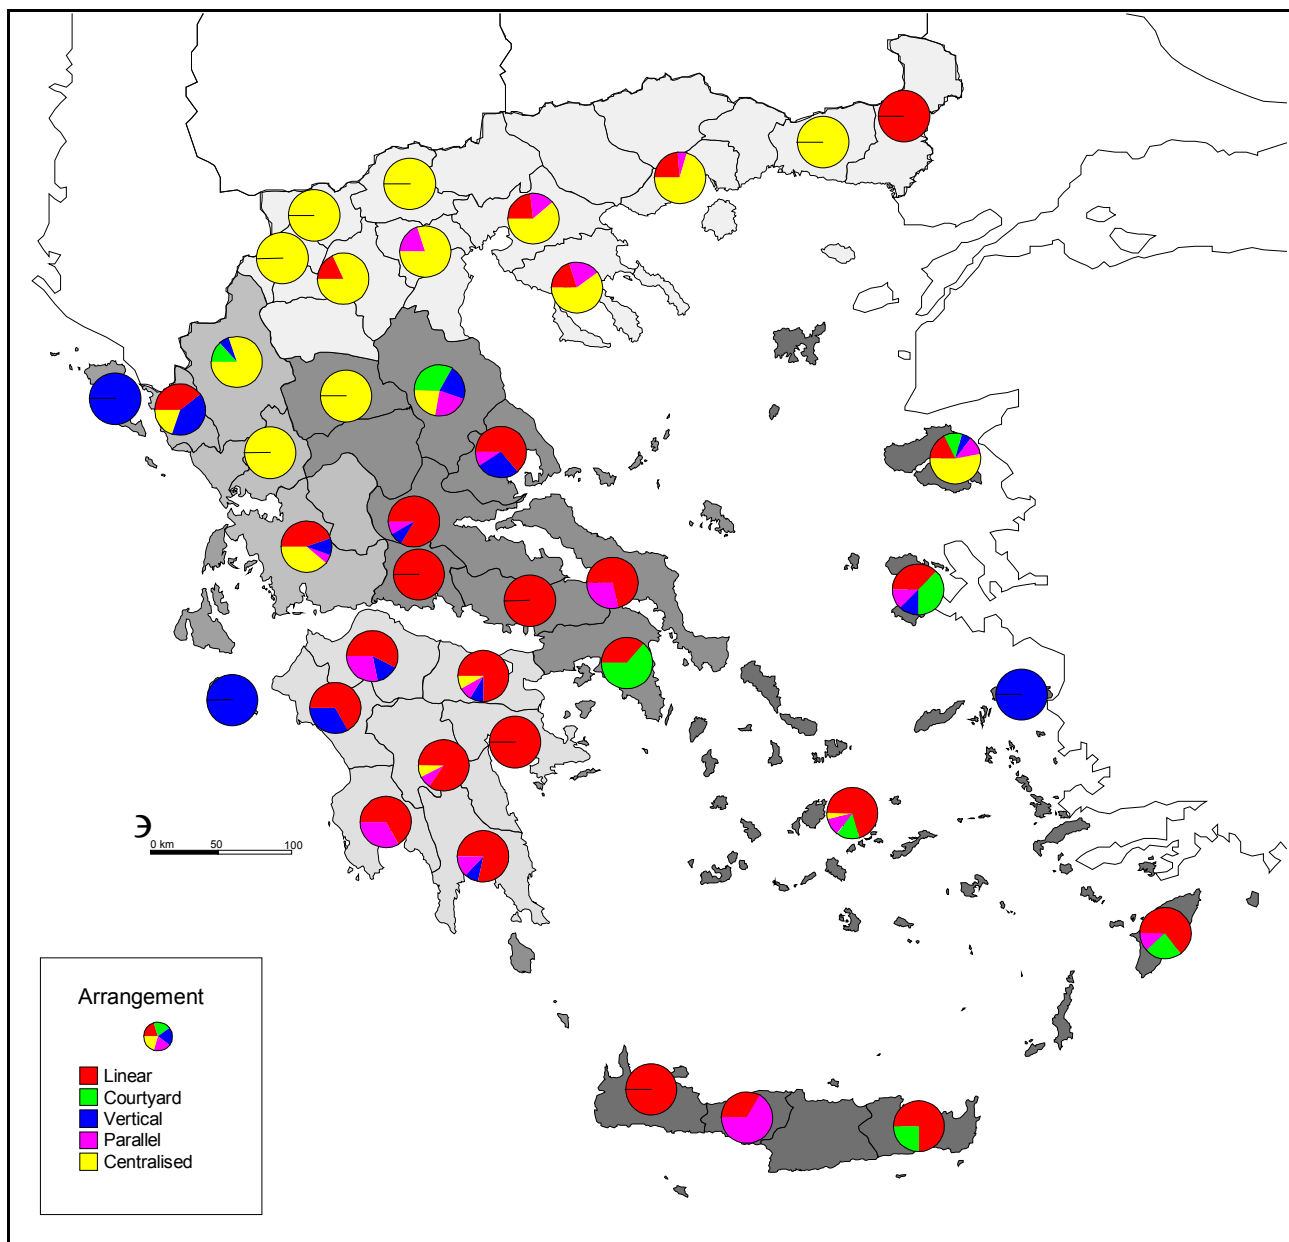 0 km 50 100
Arrangement
Linear
Courtyard
Vertical
Parallel
Centralised